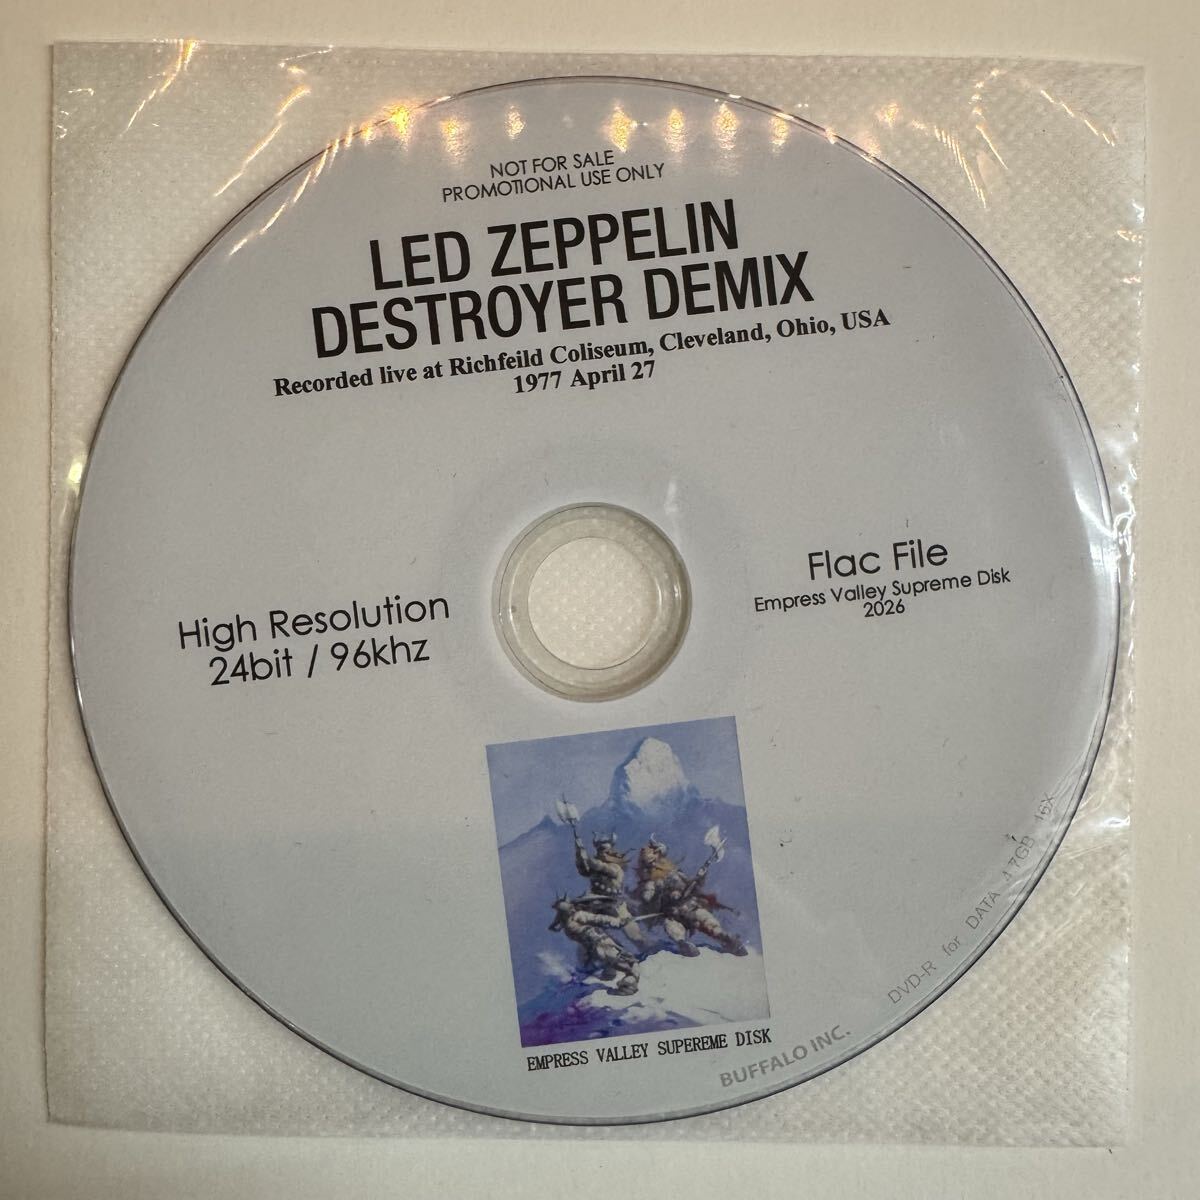 NOT FOR SALE
PROMOTIONAL USE ONLY
LED ZEPPELIN
DESTROYER DEMIX
Recorded live at Richfeild Coliseum, Cleveland, Ohio, USA
1977 April 27
High Resolution
24bit / 96khz
Flac File
Empress Valley Supreme Disk
2026
EMPRESS VALLEY SUPEREME DISK
BUFFALO INC.
DVD-R for DATA 4.7GB 16X